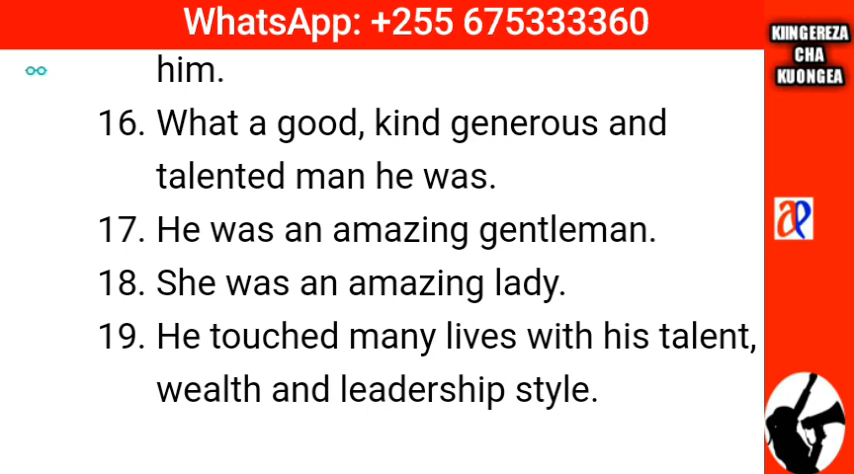 WhatsApp: +255 675333360
KIINGEREZA
CHA
KUONGEA
him.
16. What a good, kind generous and
talented man he was.
17. He was an amazing gentleman.
18. She was an amazing lady.
19. He touched many lives with his talent,
wealth and leadership style.